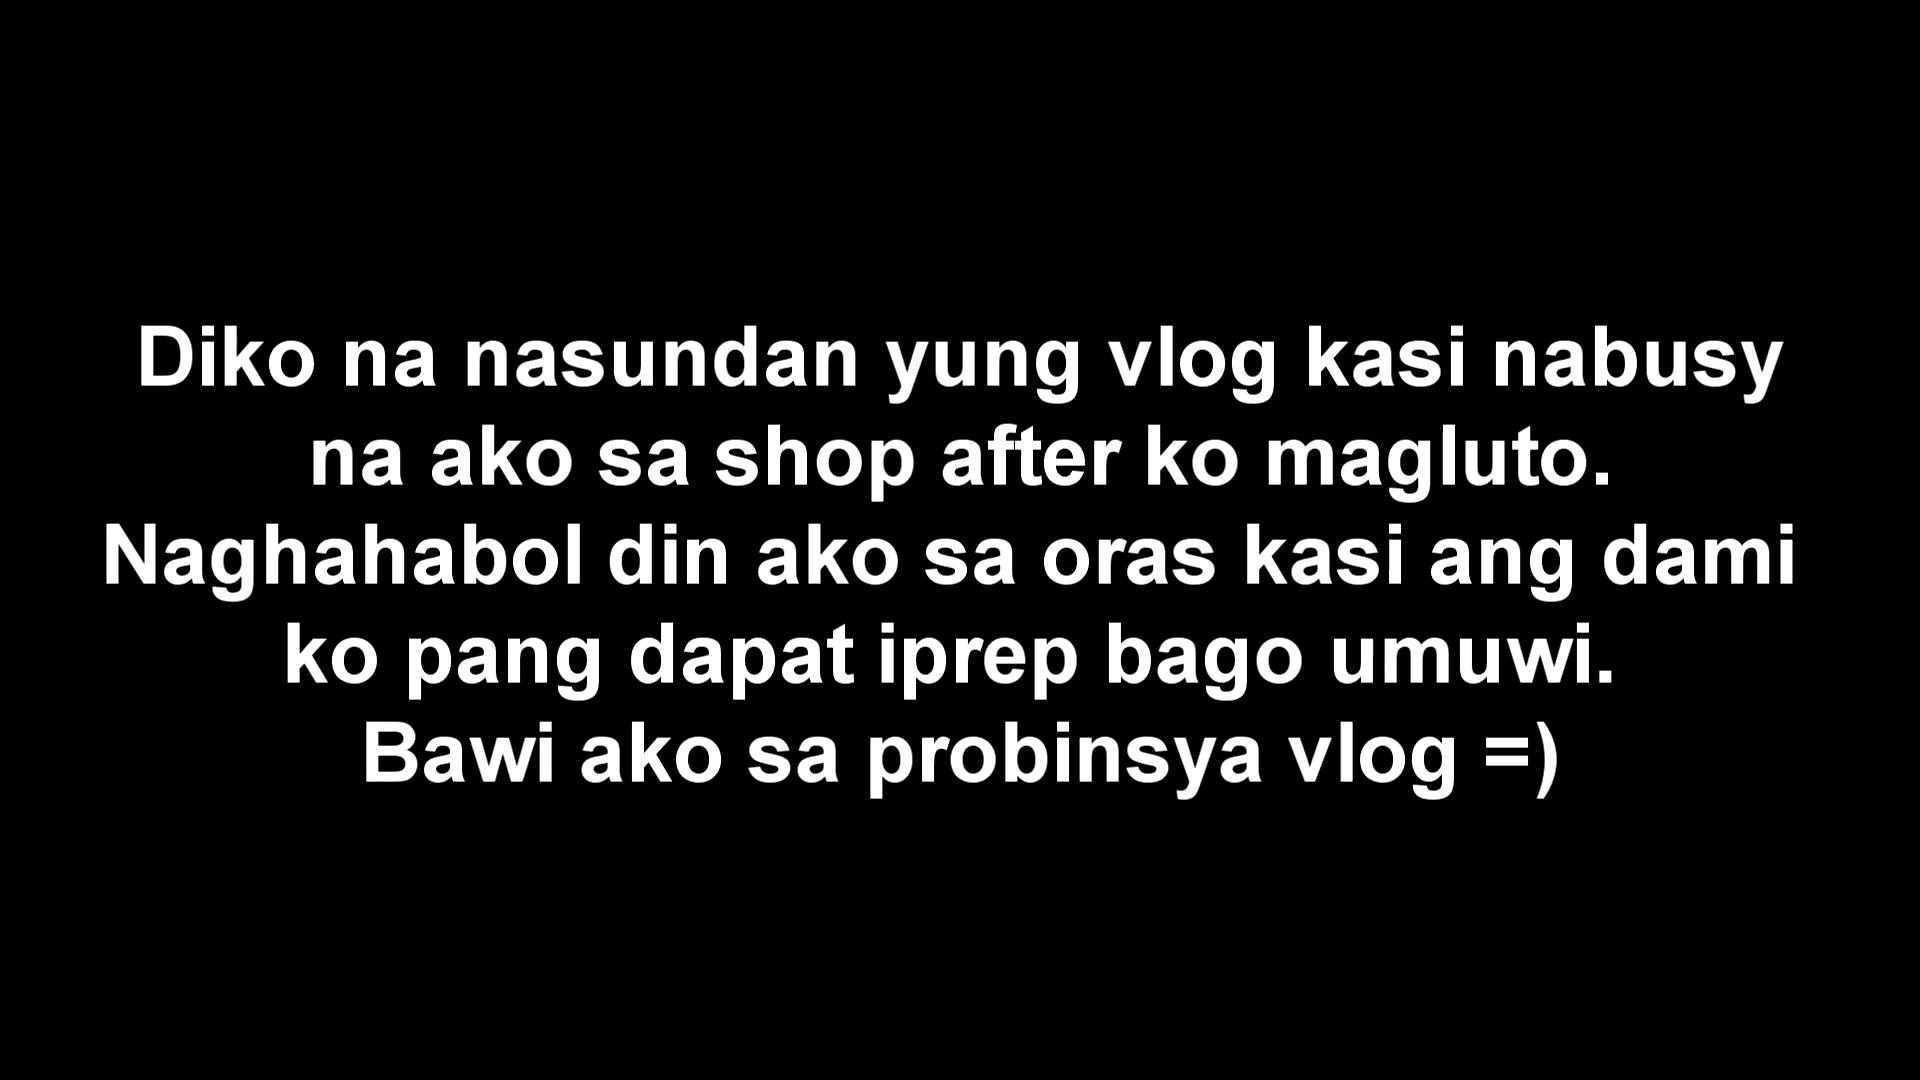 Diko na nasundan yung vlog kasi nabusy
na ako sa shop after ko magluto.
Naghahabol din ako sa oras kasi ang dami
ko pang dapat iprep bago umuwi.
Bawi ako sa probinsya vlog =)